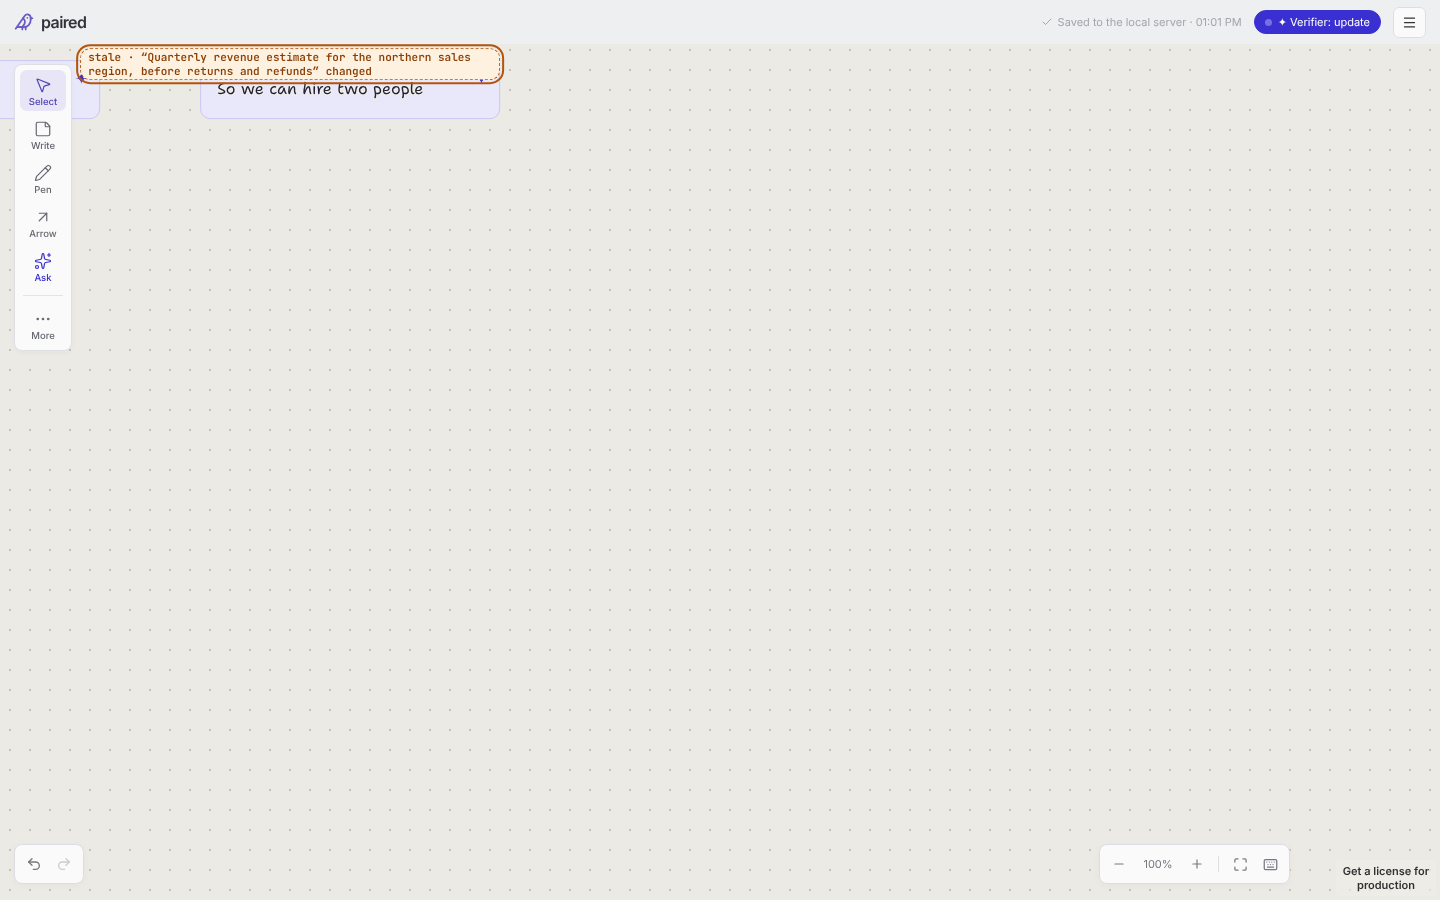 paired
Saved to the local server · 01:01 PM
✦ Verifier: update
stale · “Quarterly revenue estimate for the northern sales
region, before returns and refunds” changed
So we can hire two people
Select
Write
Pen
Arrow
Ask
More
100%
Get a license for
production